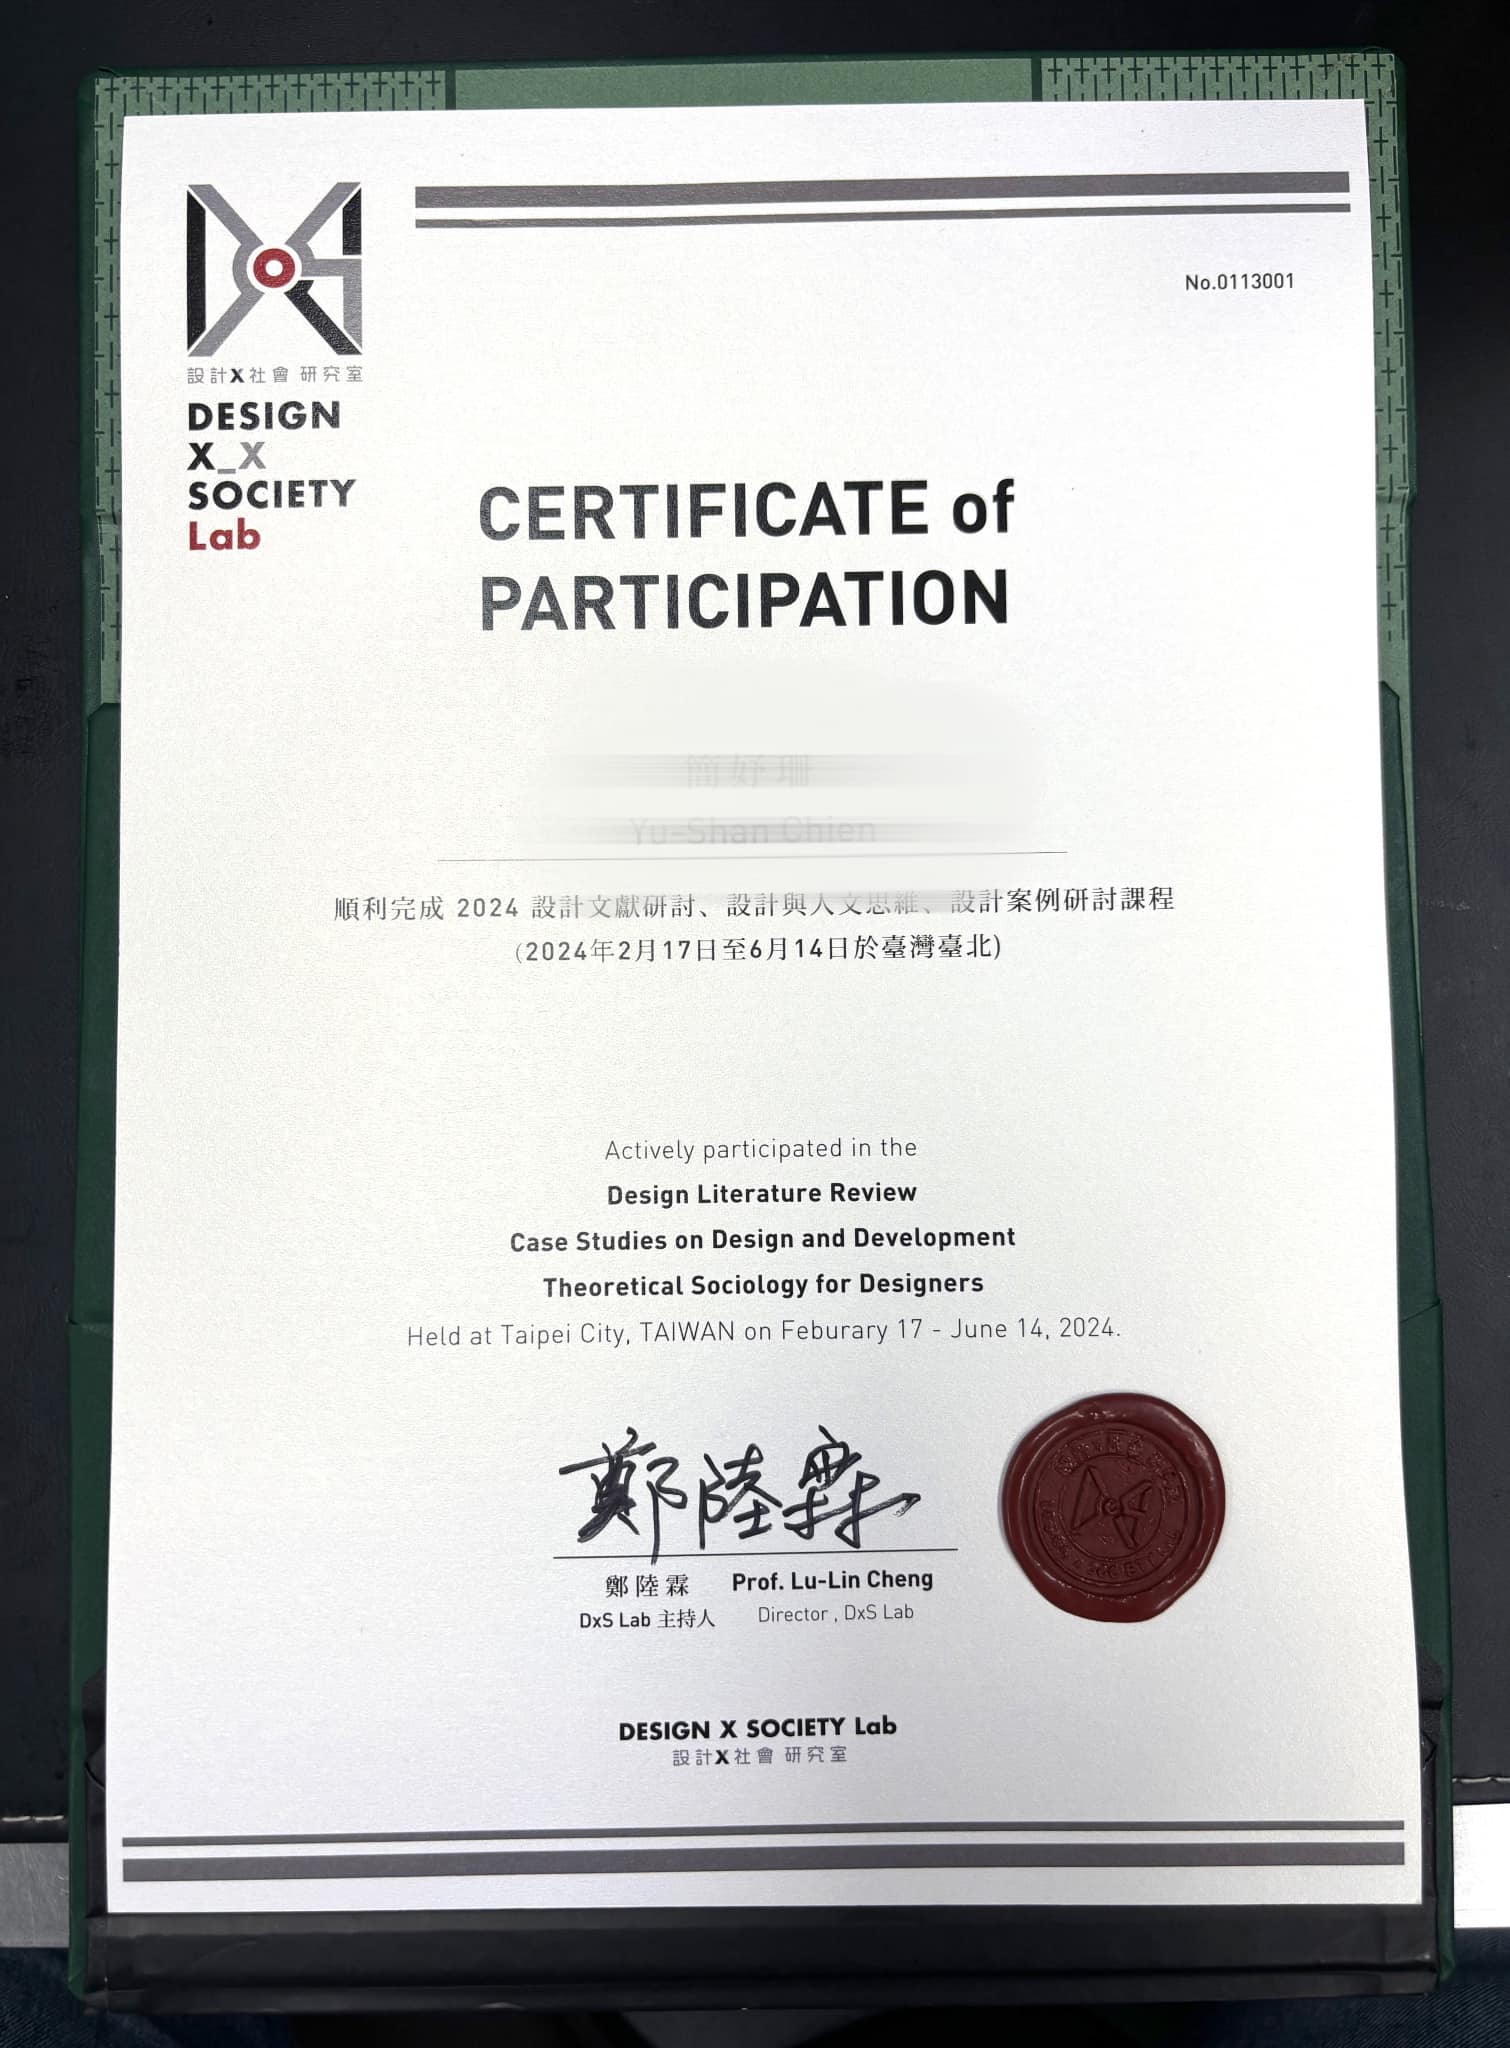 設計X社會 研究室
DESIGN
X_X
SOCIETY
Lab
No.0113001
CERTIFICATE of
PARTICIPATION
順利完成 2024 設計文獻研討、設計與人文思維、設計案例研討課程
(2024年2月17日至6月14日於臺灣臺北)
Actively participated in the
Design Literature Review
Case Studies on Design and Development
Theoretical Sociology for Designers
Held at Taipei City, TAIWAN on Feburary 17 - June 14, 2024.
鄭陸霖
鄭陸霖 Prof. Lu-Lin Cheng
DxS Lab 主持人 Director , DxS Lab
DESIGN X SOCIETY Lab
設計X社會 研究室